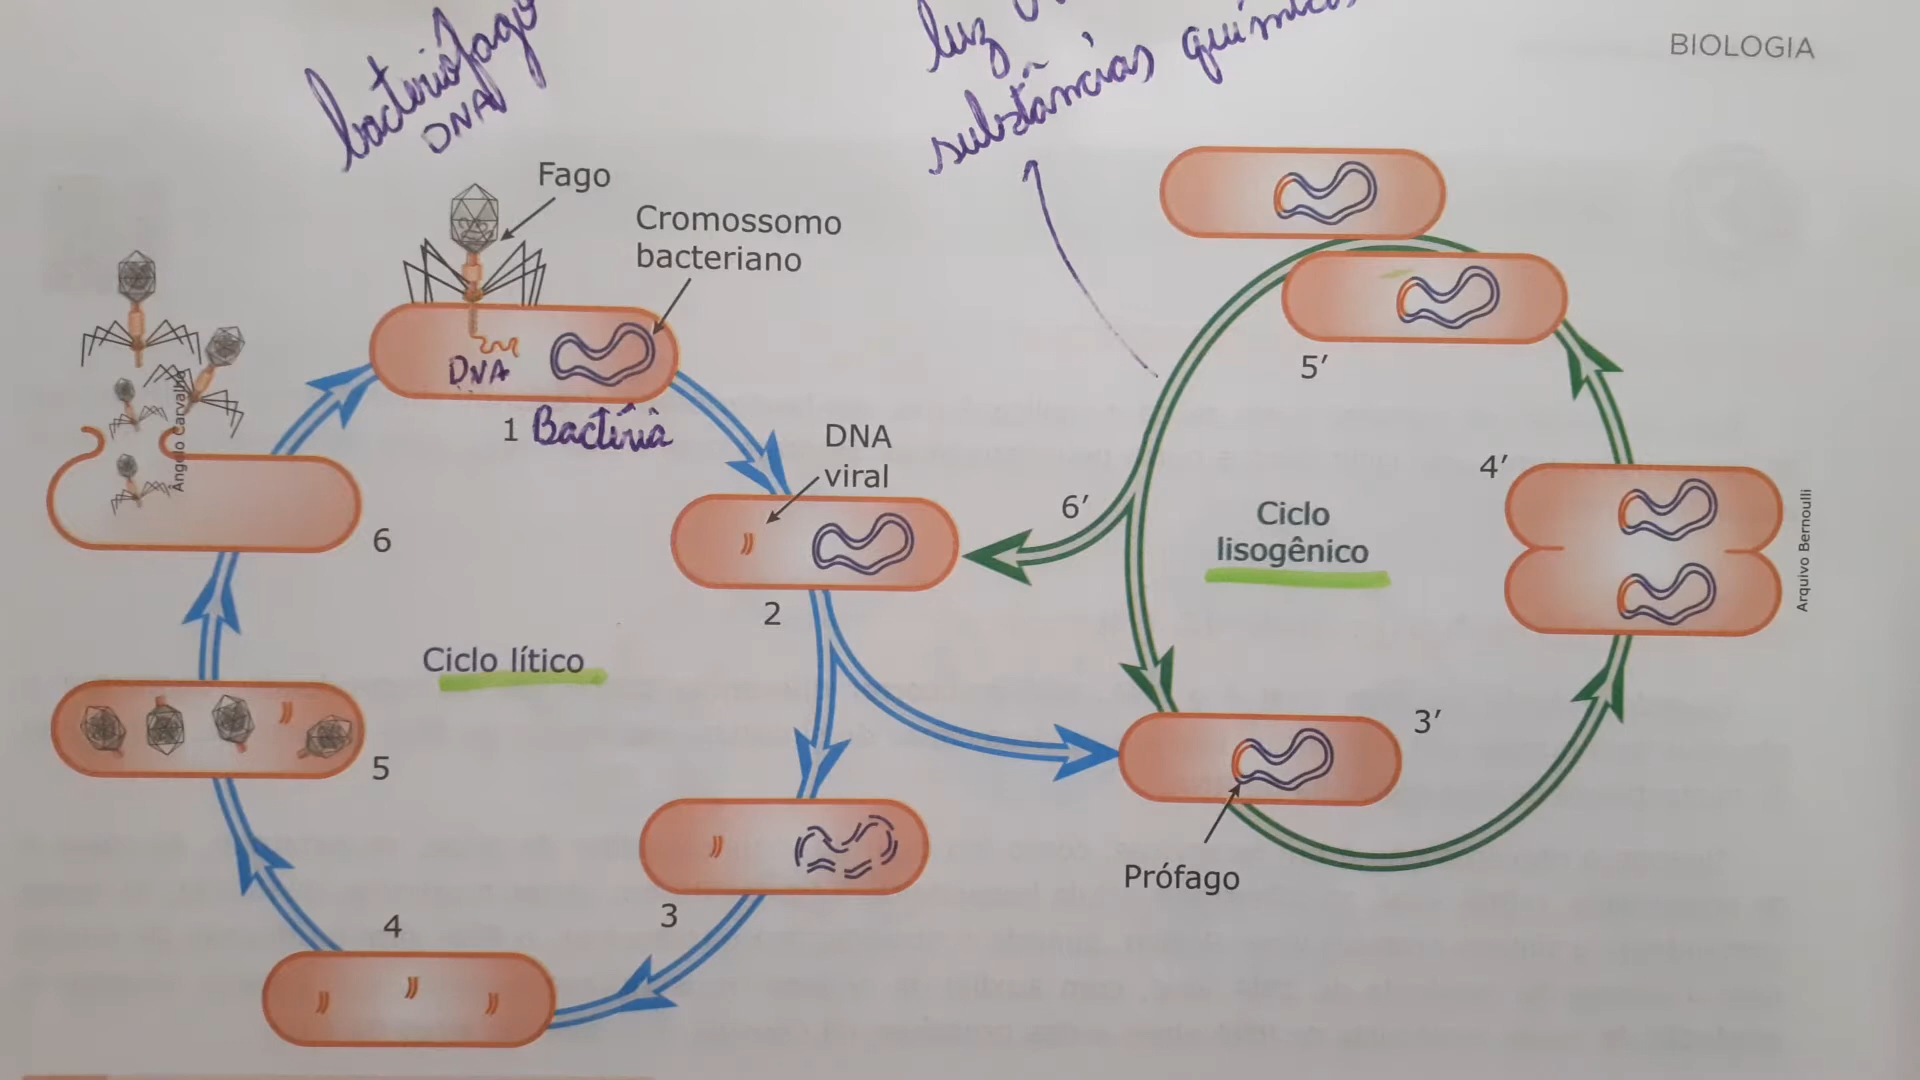 BIOLOGIA
bacteriófago
DNA
luz
substâncias químicas
Fago
Cromossomo
bacteriano
DNA
1 Bactéria
Ângelo Carvalho
DNA
viral
5′
4′
6′
Ciclo
lisogênico
Arquivo Bernoulli
6
2
Ciclo lítico
3′
5
Prófago
3
4